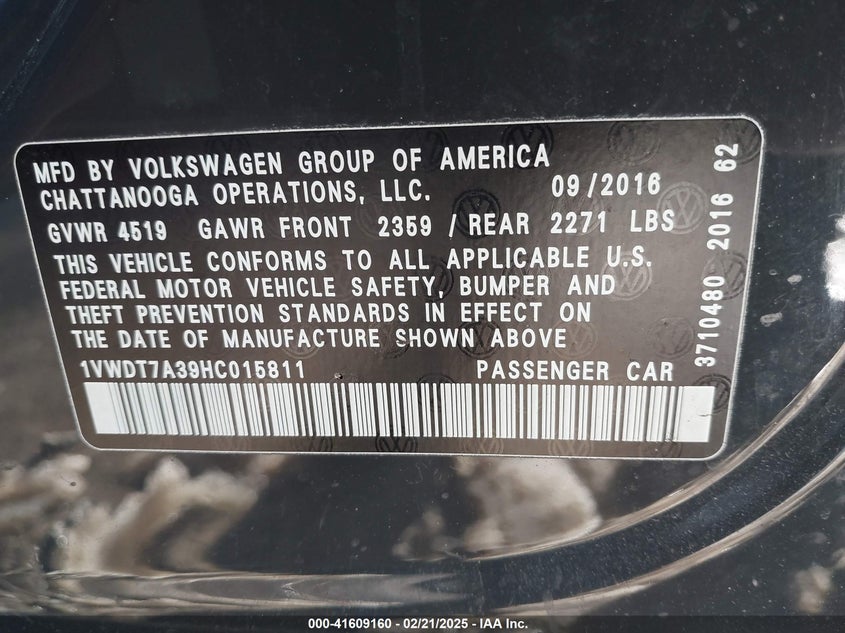 MFD BY VOLKSWAGEN GROUP OF AMERICA
CHATTANOOGA OPERATIONS, LLC. 09/2016
GVWR 4519 GAWR FRONT 2359 / REAR 2271 LBS
THIS VEHICLE CONFORMS TO ALL APPLICABLE U.S.
FEDERAL MOTOR VEHICLE SAFETY, BUMPER AND
THEFT PREVENTION STANDARDS IN EFFECT ON
THE DATE OF MANUFACTURE SHOWN ABOVE
1VWDT7A39HC015811 PASSENGER CAR
3710480 2016 62
000-41609160 - 02/21/2025 - IAA Inc.